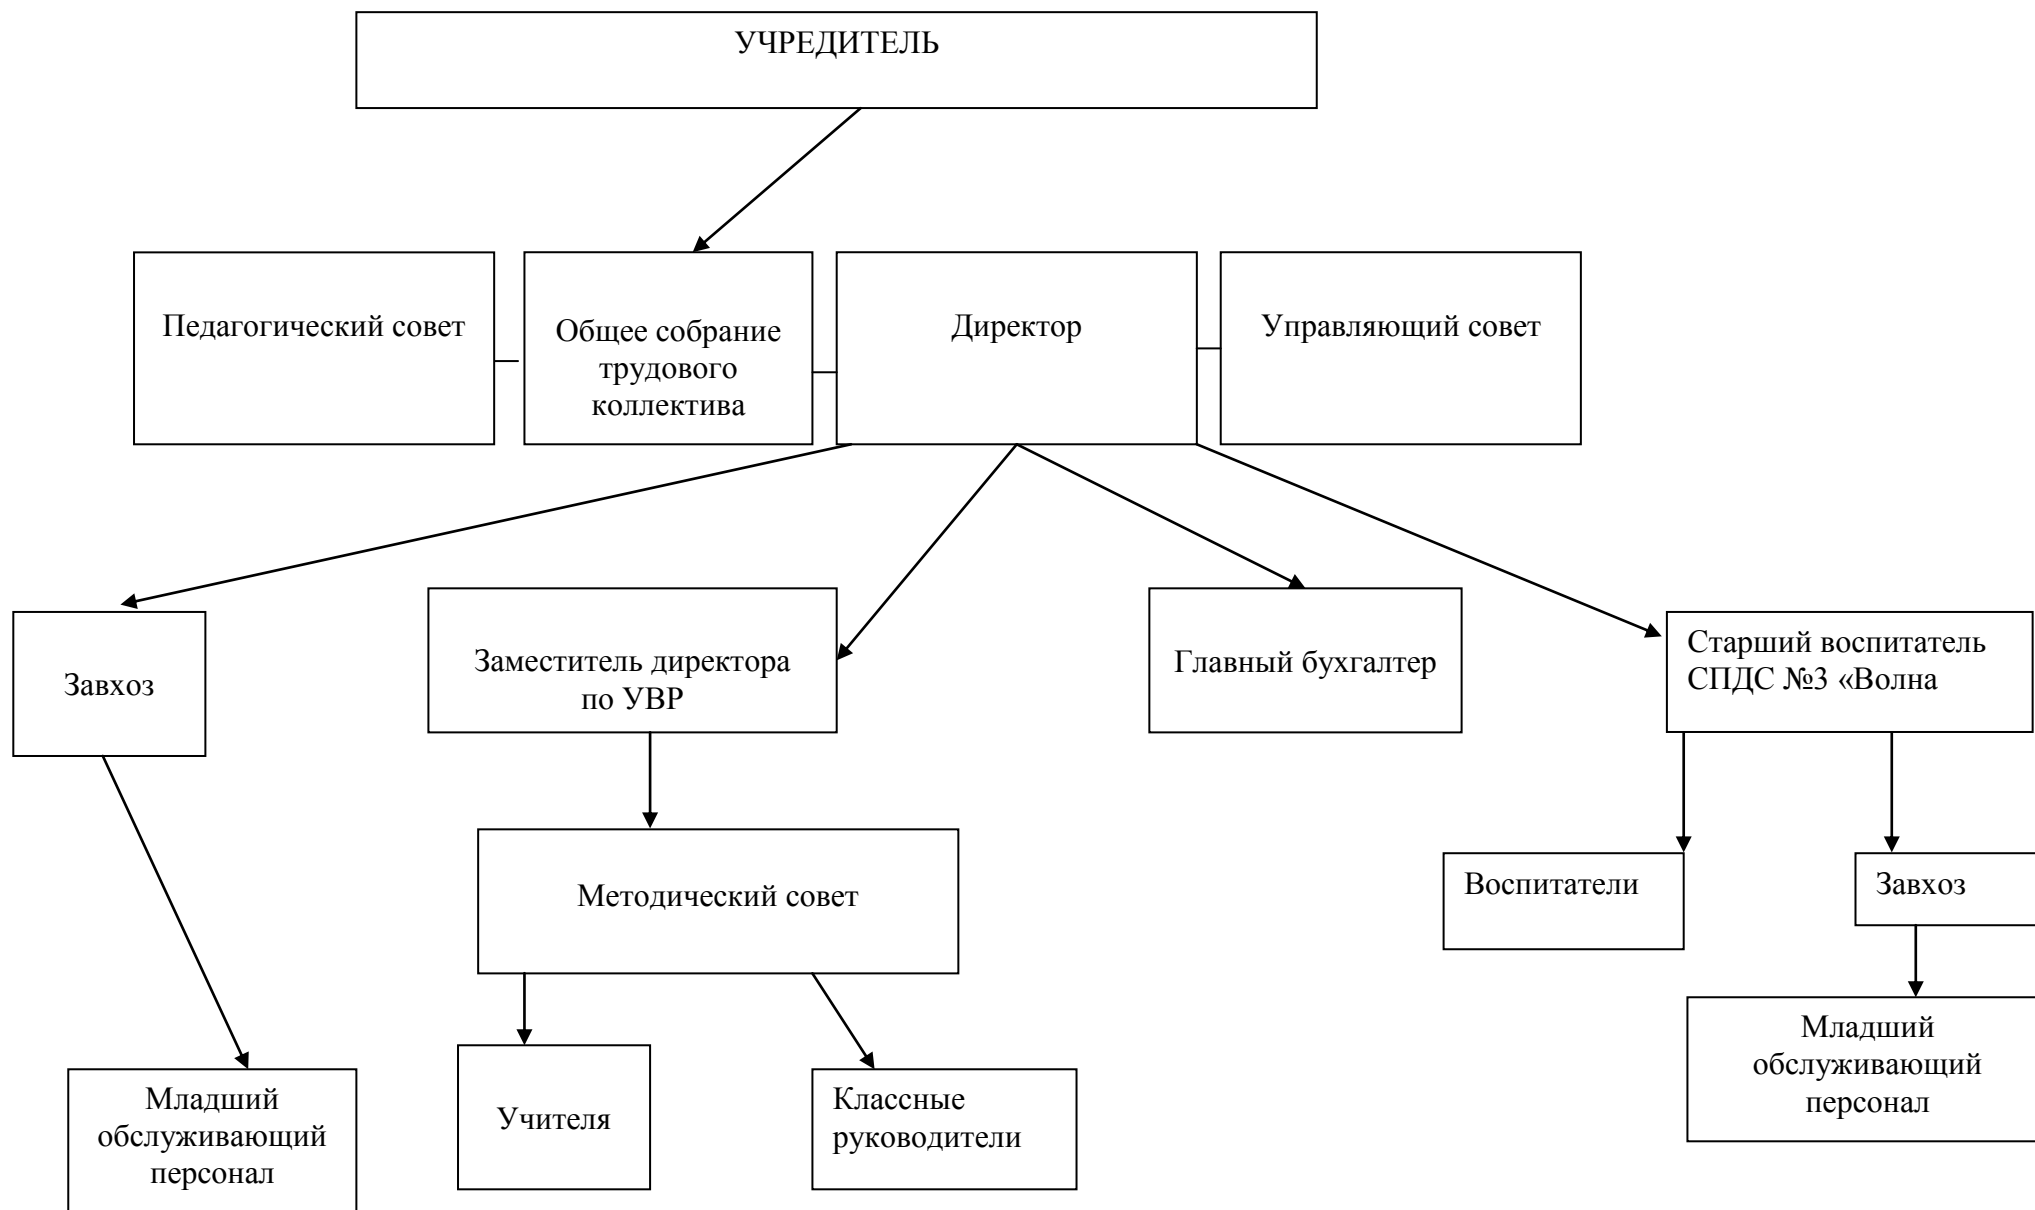 УЧРЕДИТЕЛЬ
Педагогический совет
Общее собрание
трудового
коллектива
Директор
Управляющий совет
Завхоз
Заместитель директора
по УВР
Главный бухгалтер
Старший воспитатель
СПДС №3 «Волна
Методический совет
Воспитатели
Завхоз
Младший
обслуживающий
персонал
Учителя
Классные
руководители
Младший
обслуживающий
персонал